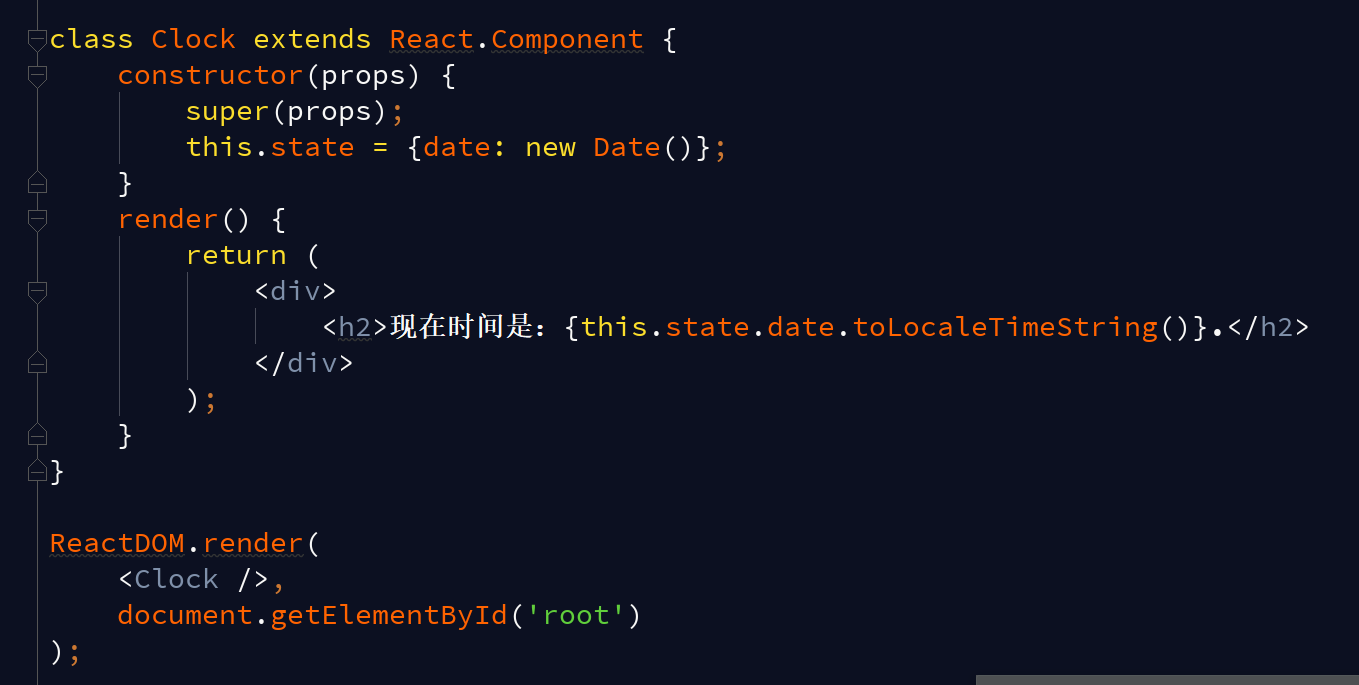 class Clock extends React.Component {
    constructor(props) {
        super(props);
        this.state = {date: new Date()};
    }
    render() {
        return (
            <div>
                <h2>现在时间是：{this.state.date.toLocaleTimeString()}.</h2>
            </div>
        );
    }
}

ReactDOM.render(
    <Clock />,
    document.getElementById('root')
);